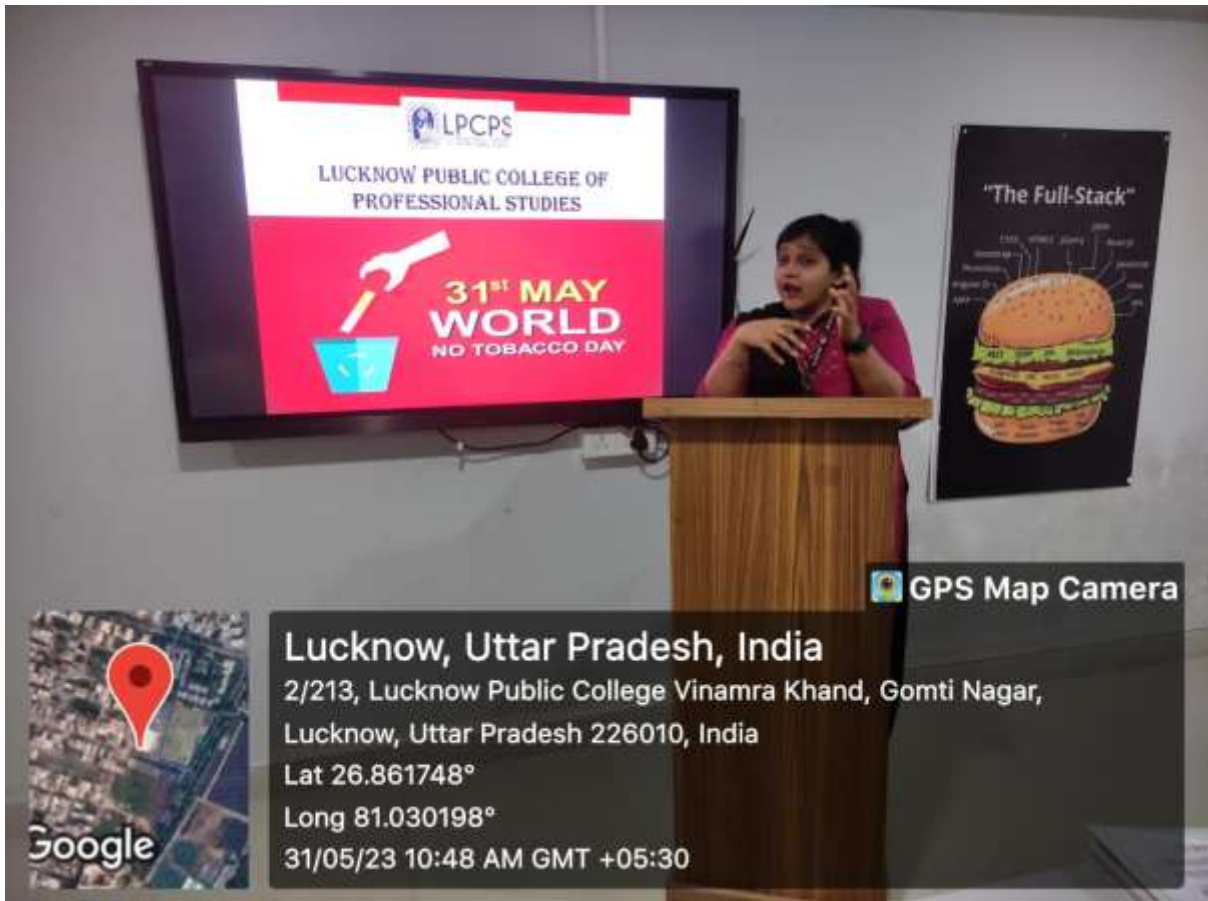 LPCPS
LUCKNOW PUBLIC COLLEGE OF
PROFESSIONAL STUDIES
31st MAY
WORLD
NO TOBACCO DAY
"The Full-Stack"
GPS Map Camera
Lucknow, Uttar Pradesh, India
2/213, Lucknow Public College Vinamra Khand, Gomti Nagar,
Lucknow, Uttar Pradesh 226010, India
Lat 26.861748°
Long 81.030198°
31/05/23 10:48 AM GMT +05:30
Google